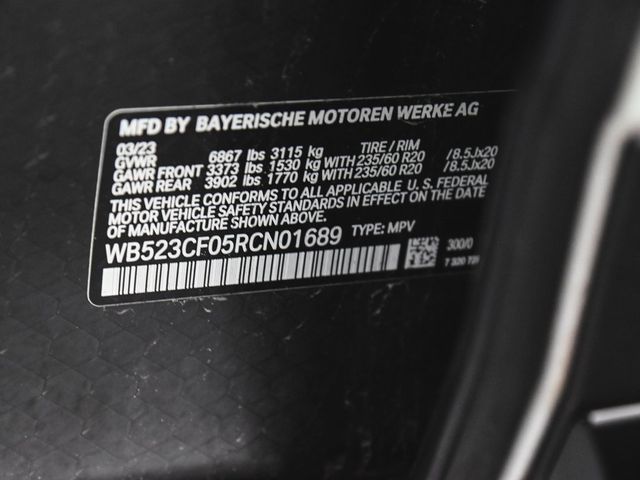 MFD BY BAYERISCHE MOTOREN WERKE AG
03/23 TIRE / RIM
GVWR 6867 lbs 3115 kg
GAWR FRONT 3373 lbs 1530 kg WITH 235/60 R20 /8.5Jx20
GAWR REAR 3902 lbs 1770 kg WITH 235/60 R20 /8.5Jx20
THIS VEHICLE CONFORMS TO ALL APPLICABLE U. S. FEDERAL
MOTOR VEHICLE SAFETY STANDARDS IN EFFECT ON THE DATE
OF MANUFACTURE SHOWN ABOVE.
WB523CF05RCN01689 TYPE: MPV
300/0